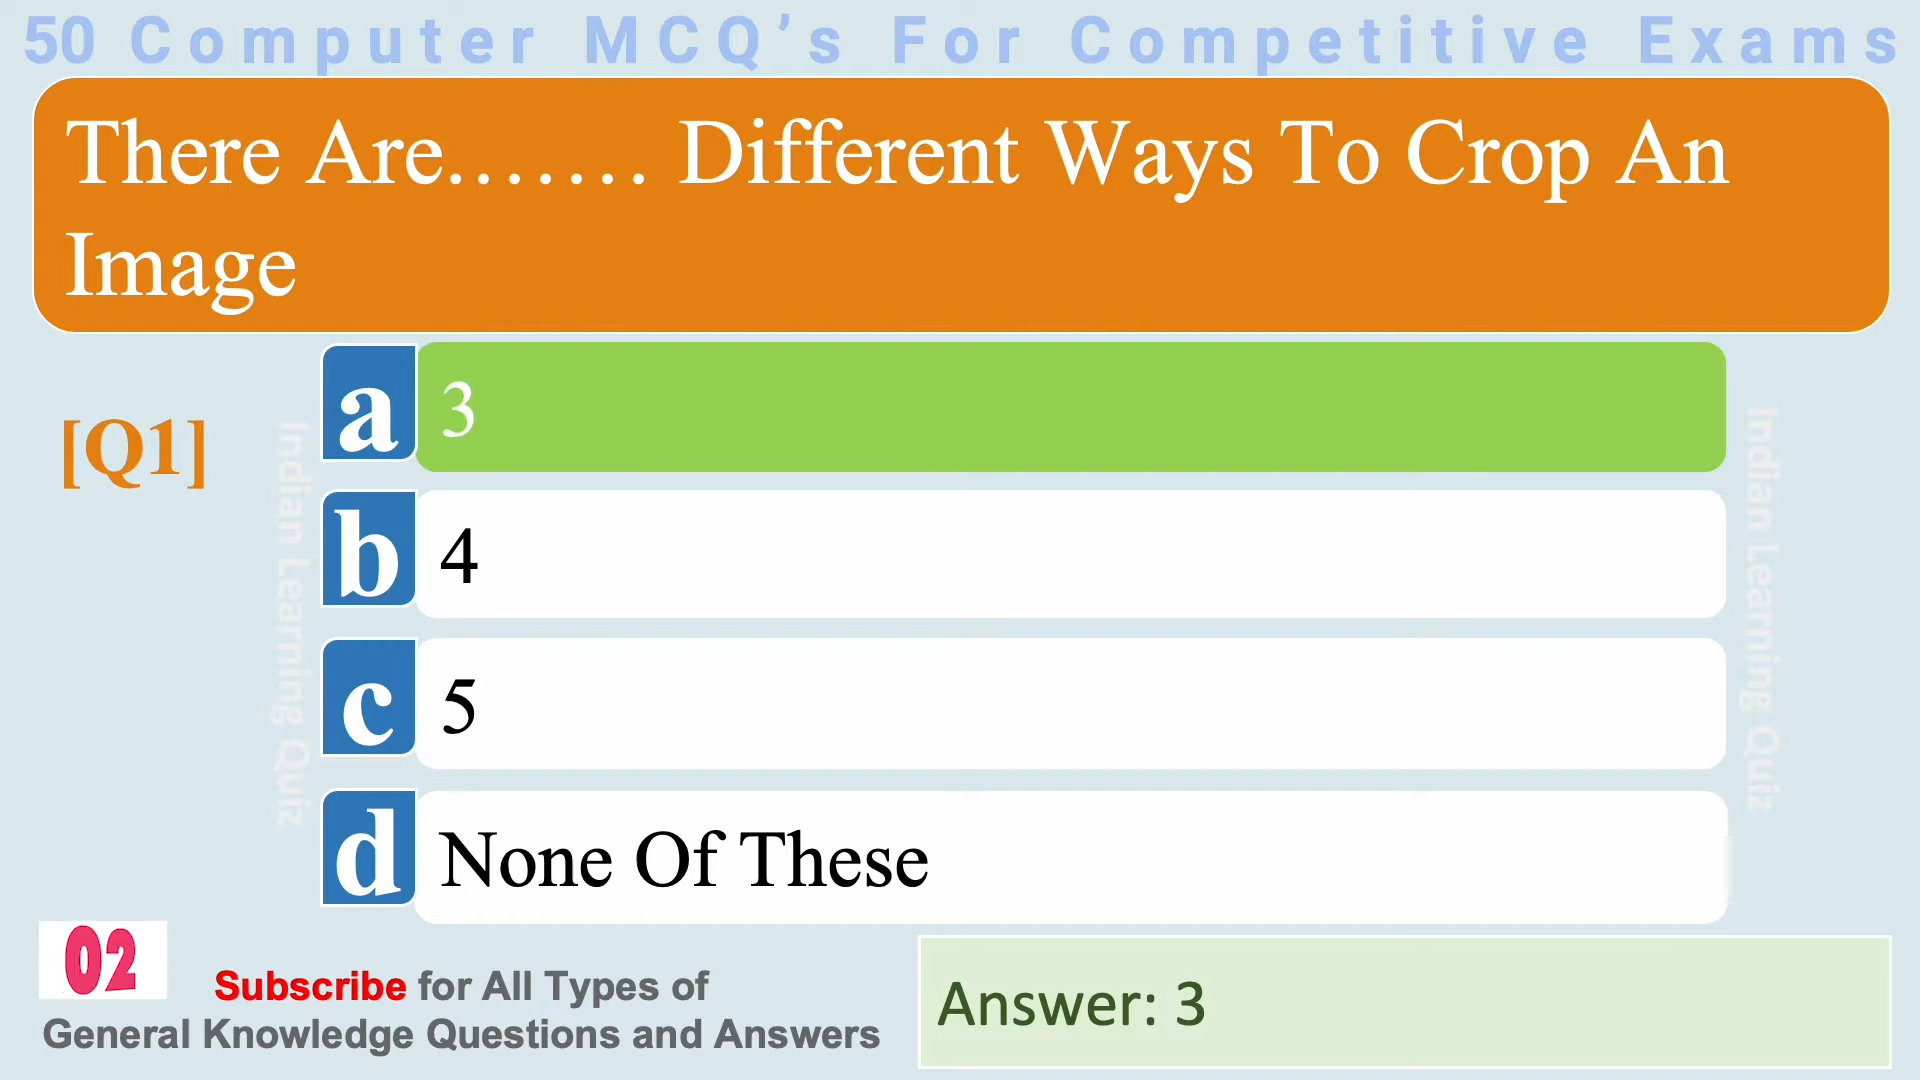 50 Computer MCQ’s For Competitive Exams
There Are....... Different Ways To Crop An
Image
[Q1]
a 3
b 4
c 5
d None Of These
Indian Learning Quiz
Indian Learning Quiz
02
Subscribe for All Types of
General Knowledge Questions and Answers
Answer: 3